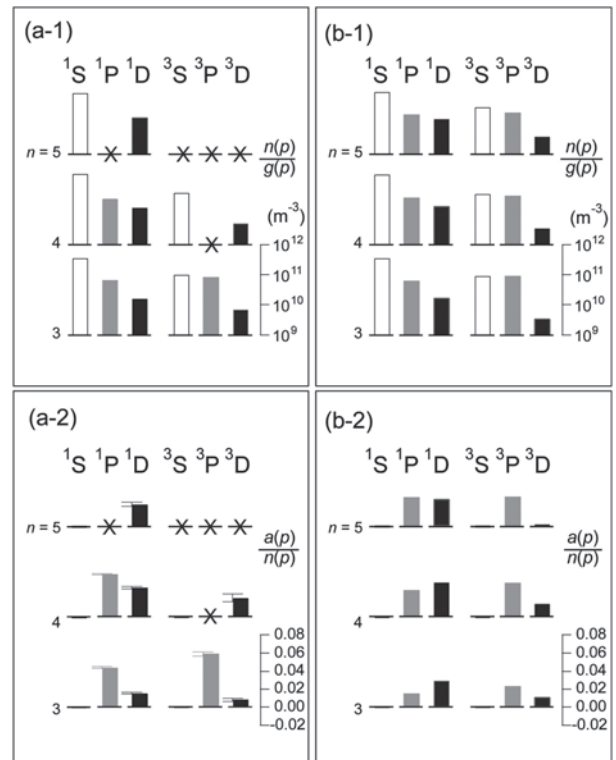 (a-1)
¹S ¹P ¹D ³S ³P ³D
n = 5
n(p)
g(p)
(m⁻³)
4
10¹²
10¹¹
10¹⁰
3
10⁹
(b-1)
¹S ¹P ¹D ³S ³P ³D
n = 5
n(p)
g(p)
(m⁻³)
4
10¹²
10¹¹
10¹⁰
3
10⁹
(a-2)
¹S ¹P ¹D ³S ³P ³D
n = 5
a(p)
n(p)
4
0.08
0.06
0.04
0.02
3
0.00
-0.02
(b-2)
¹S ¹P ¹D ³S ³P ³D
n = 5
a(p)
n(p)
4
0.08
0.06
0.04
0.02
3
0.00
-0.02